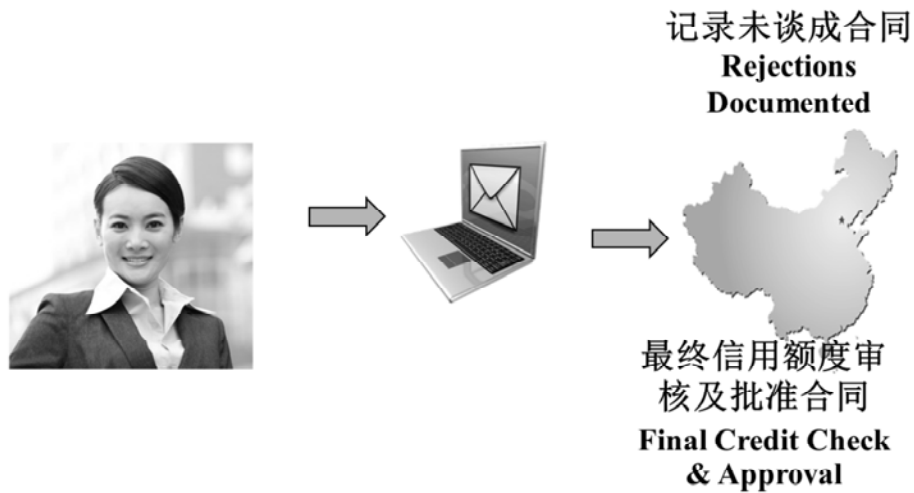 记录未谈成合同
Rejections
Documented
最终信用额度审
核及批准合同
Final Credit Check
& Approval